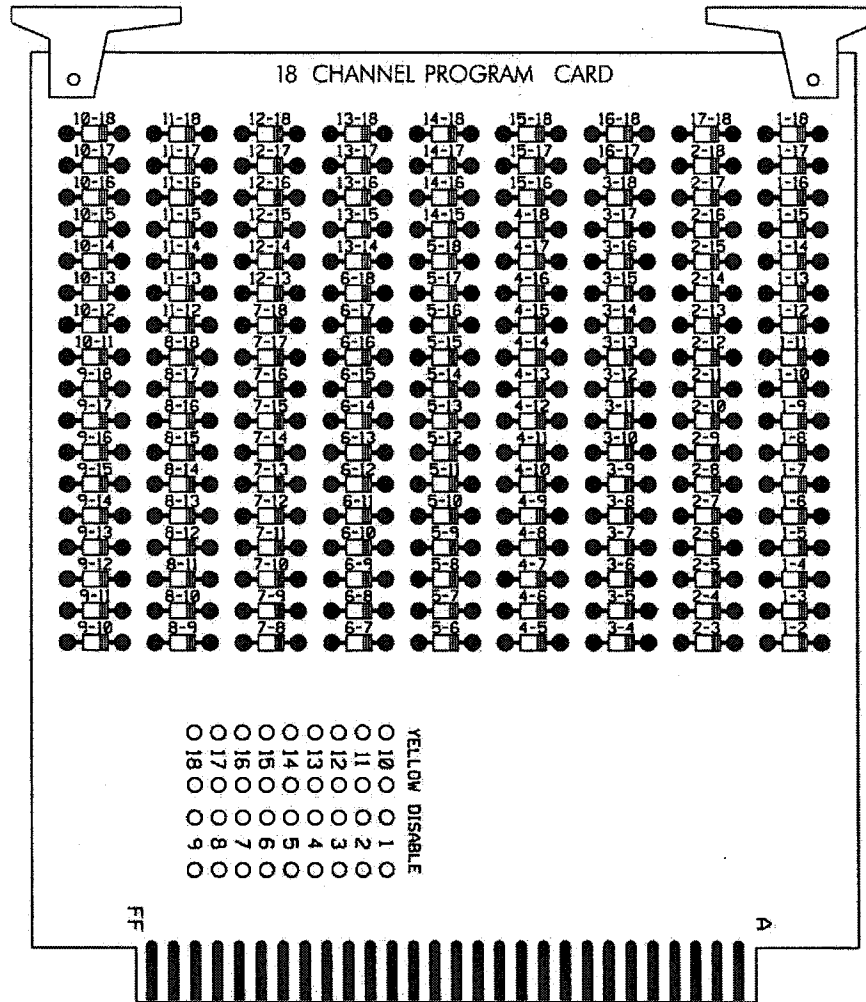 18 CHANNEL PROGRAM CARD
10-18 11-18 12-18 13-18 14-18 15-18 16-18 17-18 1-18
10-17 11-17 12-17 13-17 14-17 15-17 16-17 2-18 1-17
10-16 11-16 12-16 13-16 14-16 15-16 3-18 2-17 1-16
10-15 11-15 12-15 13-15 14-15 4-18 3-17 2-16 1-15
10-14 11-14 12-14 13-14 5-18 4-17 3-16 2-15 1-14
10-13 11-13 12-13 6-18 5-17 4-16 3-15 2-14 1-13
10-12 11-12 7-18 6-17 5-16 4-15 3-14 2-13 1-12
10-11 8-18 7-17 6-16 5-15 4-14 3-13 2-12 1-11
9-18 8-17 7-16 6-15 5-14 4-13 3-12 2-11 1-10
9-17 8-16 7-15 6-14 5-13 4-12 3-11 2-10 1-9
9-16 8-15 7-14 6-13 5-12 4-11 3-10 2-9 1-8
9-15 8-14 7-13 6-12 5-11 4-10 3-9 2-8 1-7
9-14 8-13 7-12 6-11 5-10 4-9 3-8 2-7 1-6
9-13 8-12 7-11 6-10 5-9 4-8 3-7 2-6 1-5
9-12 8-11 7-10 6-9 5-8 4-7 3-6 2-5 1-4
9-11 8-10 7-9 6-8 5-7 4-6 3-5 2-4 1-3
9-10 8-9 7-8 6-7 5-6 4-5 3-4 2-3 1-2
YELLOW DISABLE
10 1
11 2
12 3
13 4
14 5
15 6
16 7
17 8
18 9
FF A